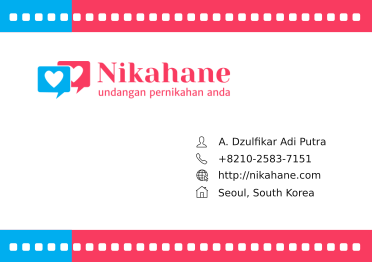 Nikahane
undangan pernikahan anda
A. Dzulfikar Adi Putra
+8210-2583-7151
http://nikahane.com
Seoul, South Korea